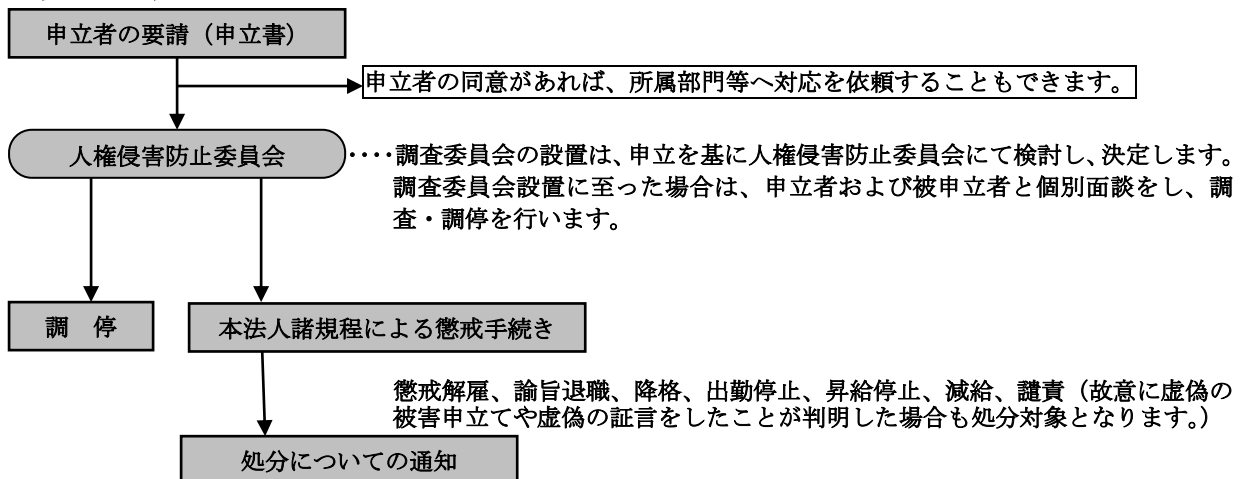 申立者の要請（申立書）
申立者の同意があれば、所属部門等へ対応を依頼することもできます。
人権侵害防止委員会
‥‥調査委員会の設置は、申立を基に人権侵害防止委員会にて検討し、決定します。
調査委員会設置に至った場合は、申立者および被申立者と個別面談をし、調
査・調停を行います。
調　停
本法人諸規程による懲戒手続き
懲戒解雇、諭旨退職、降格、出勤停止、昇給停止、減給、譴責（故意に虚偽の
被害申立てや虚偽の証言をしたことが判明した場合も処分対象となります。）
処分についての通知